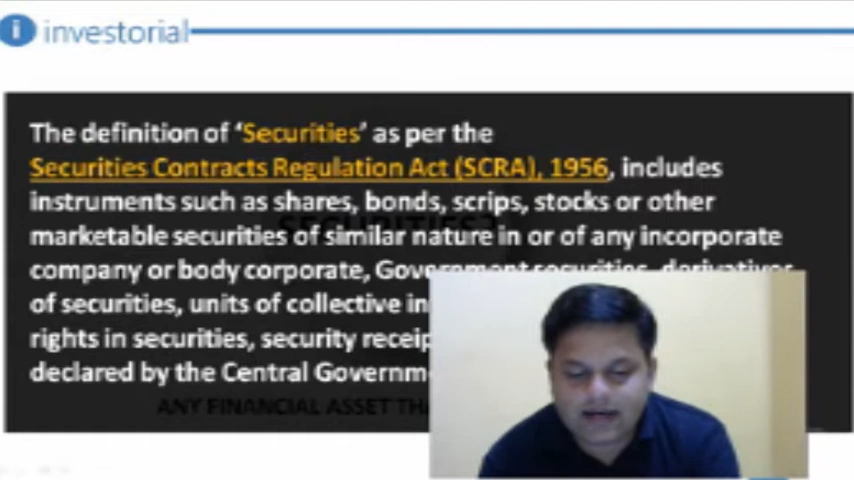 i investorial
The definition of ‘Securities’ as per the
Securities Contracts Regulation Act (SCRA), 1956, includes
instruments such as shares, bonds, scrips, stocks or other
marketable securities of similar nature in or of any incorporate
company or body corporate, Government securities, derivatives
of securities, units of collective in
rights in securities, security receip
declared by the Central Governm
ANY FINANCIAL ASSET THA